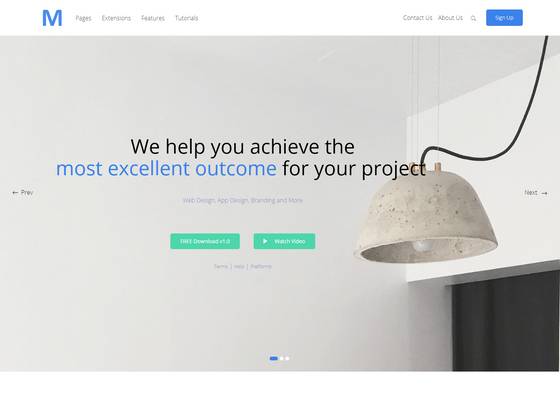 M
Pages Extensions Features Tutorials
Contact Us About Us
Sign Up
We help you achieve the
most excellent outcome for your project
← Prev
Next →
Web Design, App Design, Branding and More
FREE Download v1.0
Watch Video
Terms | Help | Platforms